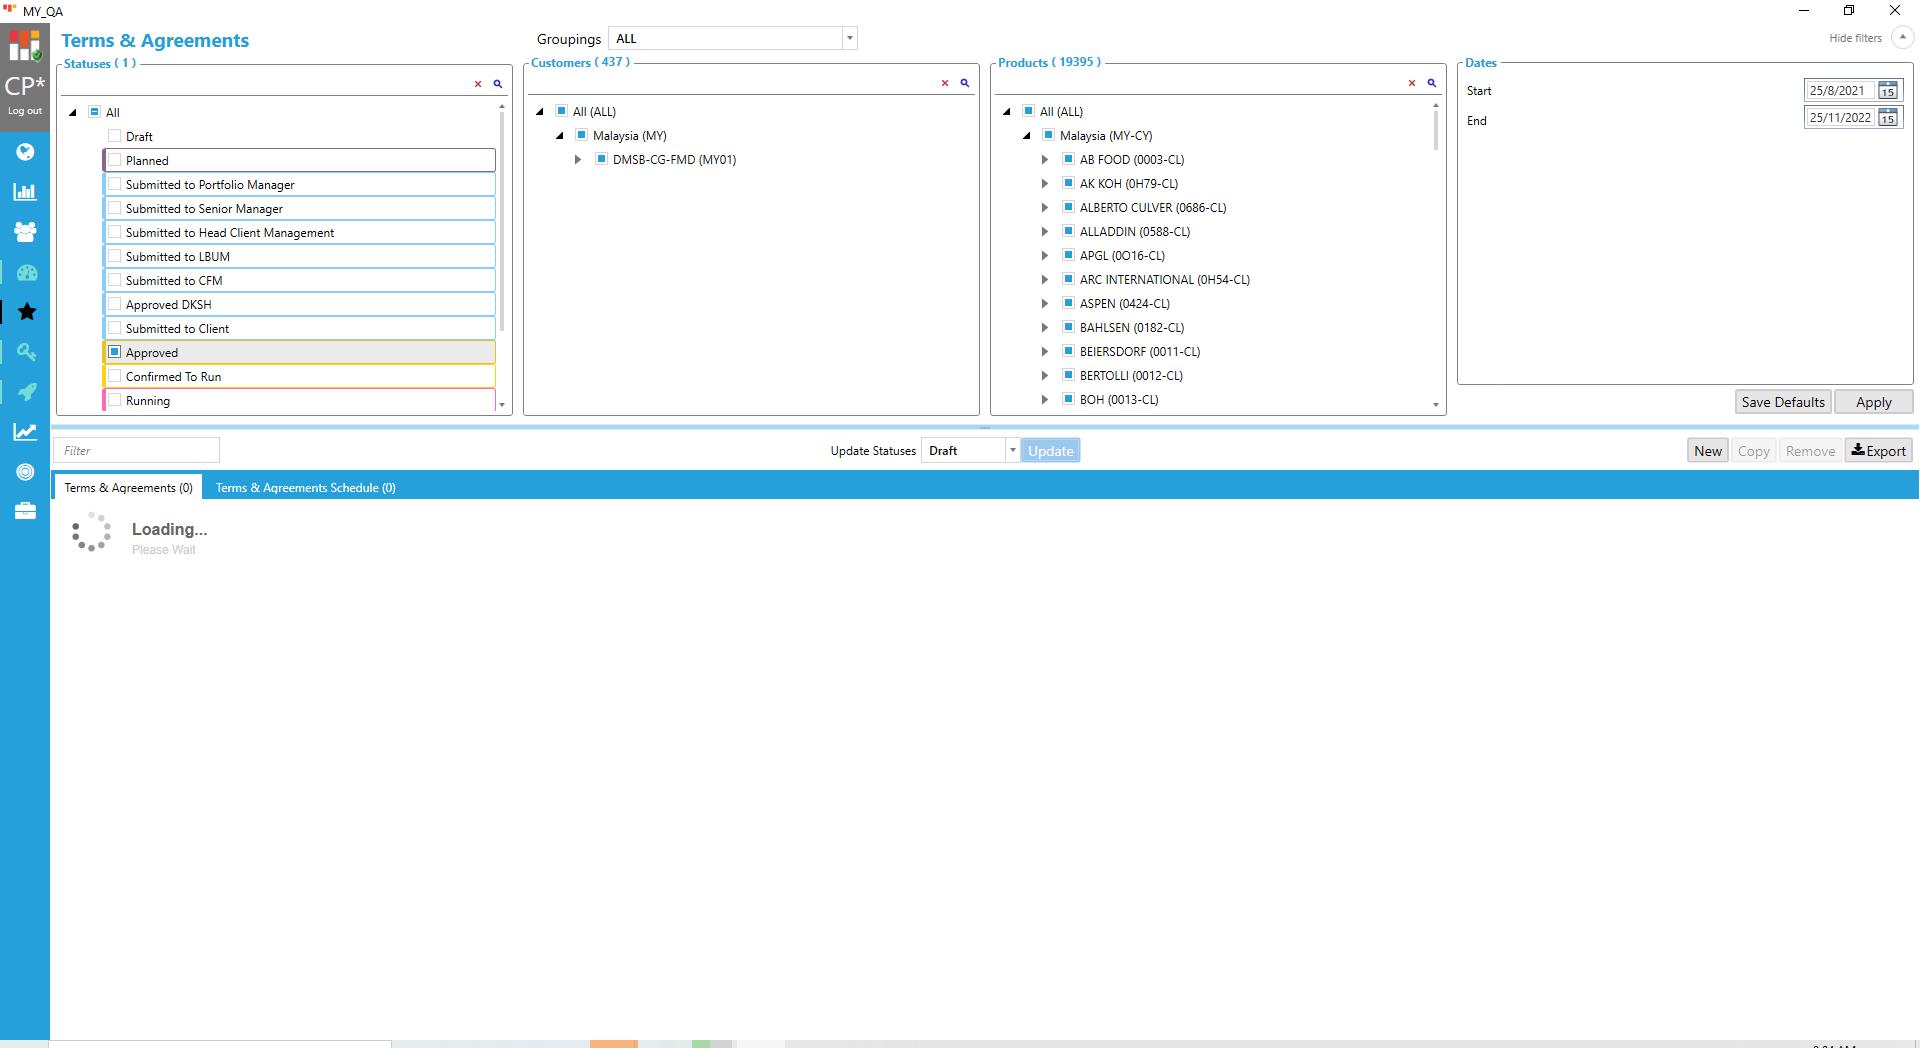 MY_QA
CP*
Log out
Terms & Agreements
Groupings ALL
Hide filters
Statuses ( 1 )
All
Draft
Planned
Submitted to Portfolio Manager
Submitted to Senior Manager
Submitted to Head Client Management
Submitted to LBUM
Submitted to CFM
Approved DKSH
Submitted to Client
Approved
Confirmed To Run
Running
Customers ( 437 )
All (ALL)
Malaysia (MY)
DMSB-CG-FMD (MY01)
Products ( 19395 )
All (ALL)
Malaysia (MY-CY)
AB FOOD (0003-CL)
AK KOH (0H79-CL)
ALBERTO CULVER (0686-CL)
ALLADDIN (0588-CL)
APGL (0O16-CL)
ARC INTERNATIONAL (0H54-CL)
ASPEN (0424-CL)
BAHLSEN (0182-CL)
BEIERSDORF (0011-CL)
BERTOLLI (0012-CL)
BOH (0013-CL)
Dates
Start 25/8/2021 15
End 25/11/2022 15
Save Defaults Apply
Filter
Update Statuses Draft Update
New Copy Remove Export
Terms & Agreements (0) Terms & Agreements Schedule (0)
Loading...
Please Wait